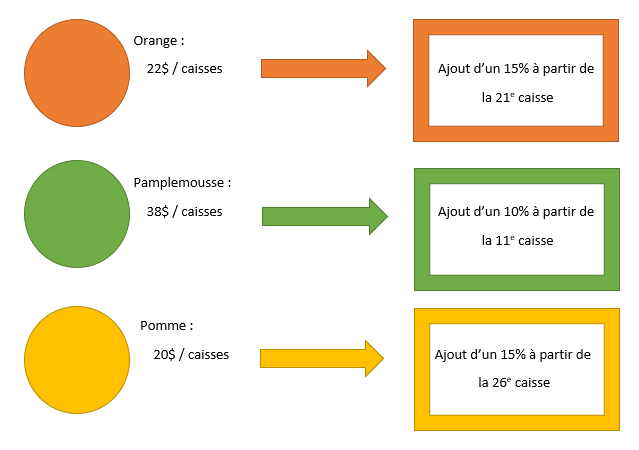 Orange :
22$ / caisses
Ajout d'un 15% à partir de
la 21e caisse
Pamplemousse :
38$ / caisses
Ajout d'un 10% à partir de
la 11e caisse
Pomme :
20$ / caisses
Ajout d'un 15% à partir de
la 26e caisse